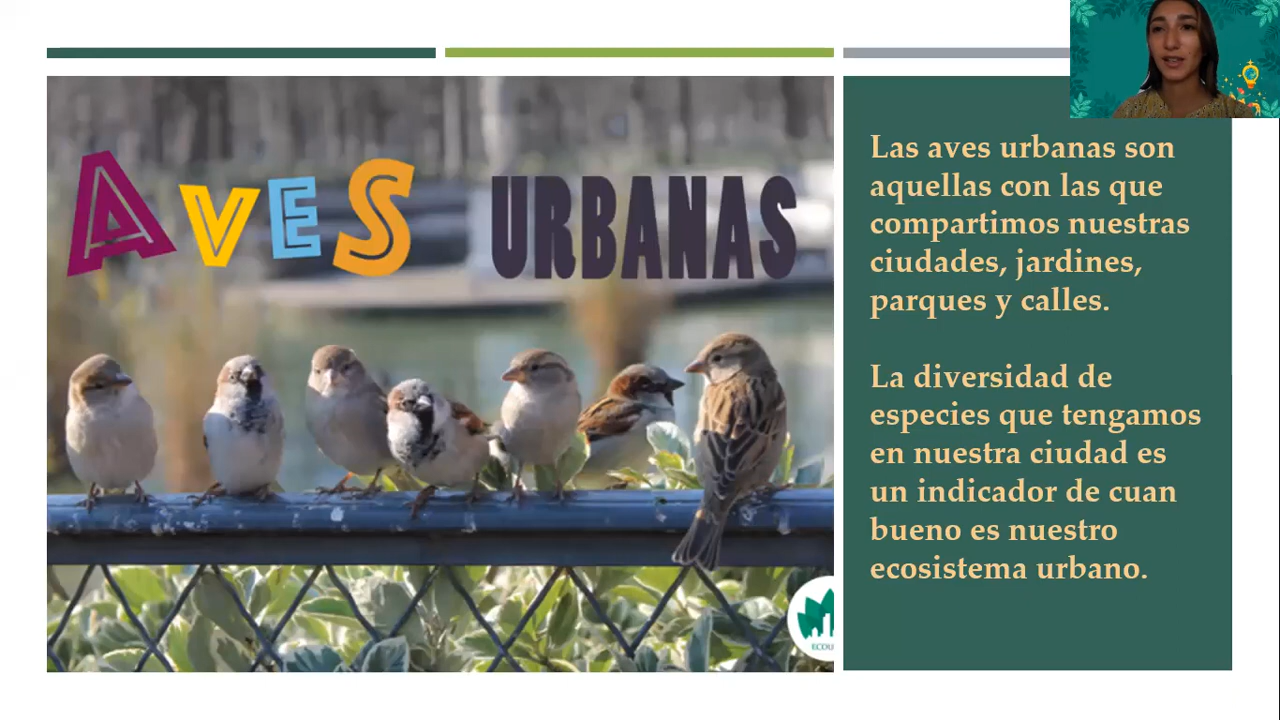 AVES URBANAS
Las aves urbanas son
aquellas con las que
compartimos nuestras
ciudades, jardines,
parques y calles.
La diversidad de
especies que tengamos
en nuestra ciudad es
un indicador de cuan
bueno es nuestro
ecosistema urbano.